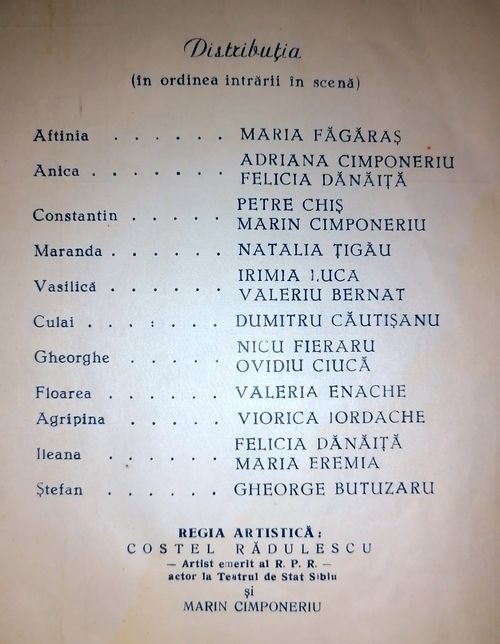 Distribuția
(în ordinea intrării în scenă)
Aftinia . . . . . . MARIA FĂGĂRAȘ
Anica . . . . . . . ADRIANA CIMPONERIU
FELICIA DĂNĂIȚĂ
Constantin . . . . . PETRE CHIȘ
MARIN CIMPONERIU
Maranda . . . . . . NATALIA ȚIGĂU
Vasilică . . . . . . IRIMIA LUCA
VALERIU BERNAT
Culai . . . : . . . DUMITRU CĂUTIȘANU
Gheorghe . . . . . NICU FIERARU
OVIDIU CIUCĂ
Floarea . . . . . . VALERIA ENACHE
Agripina . . . . . VIORICA IORDACHE
Ileana . . . . . . FELICIA DĂNĂIȚĂ
MARIA EREMIA
Ștefan . . . . . . GHEORGE BUTUZARU
REGIA ARTISTICĂ:
COSTEL RĂDULESCU
— Artist emerit al R. P. R. —
actor la Teatrul de Stat Sibiu
și
MARIN CIMPONERIU